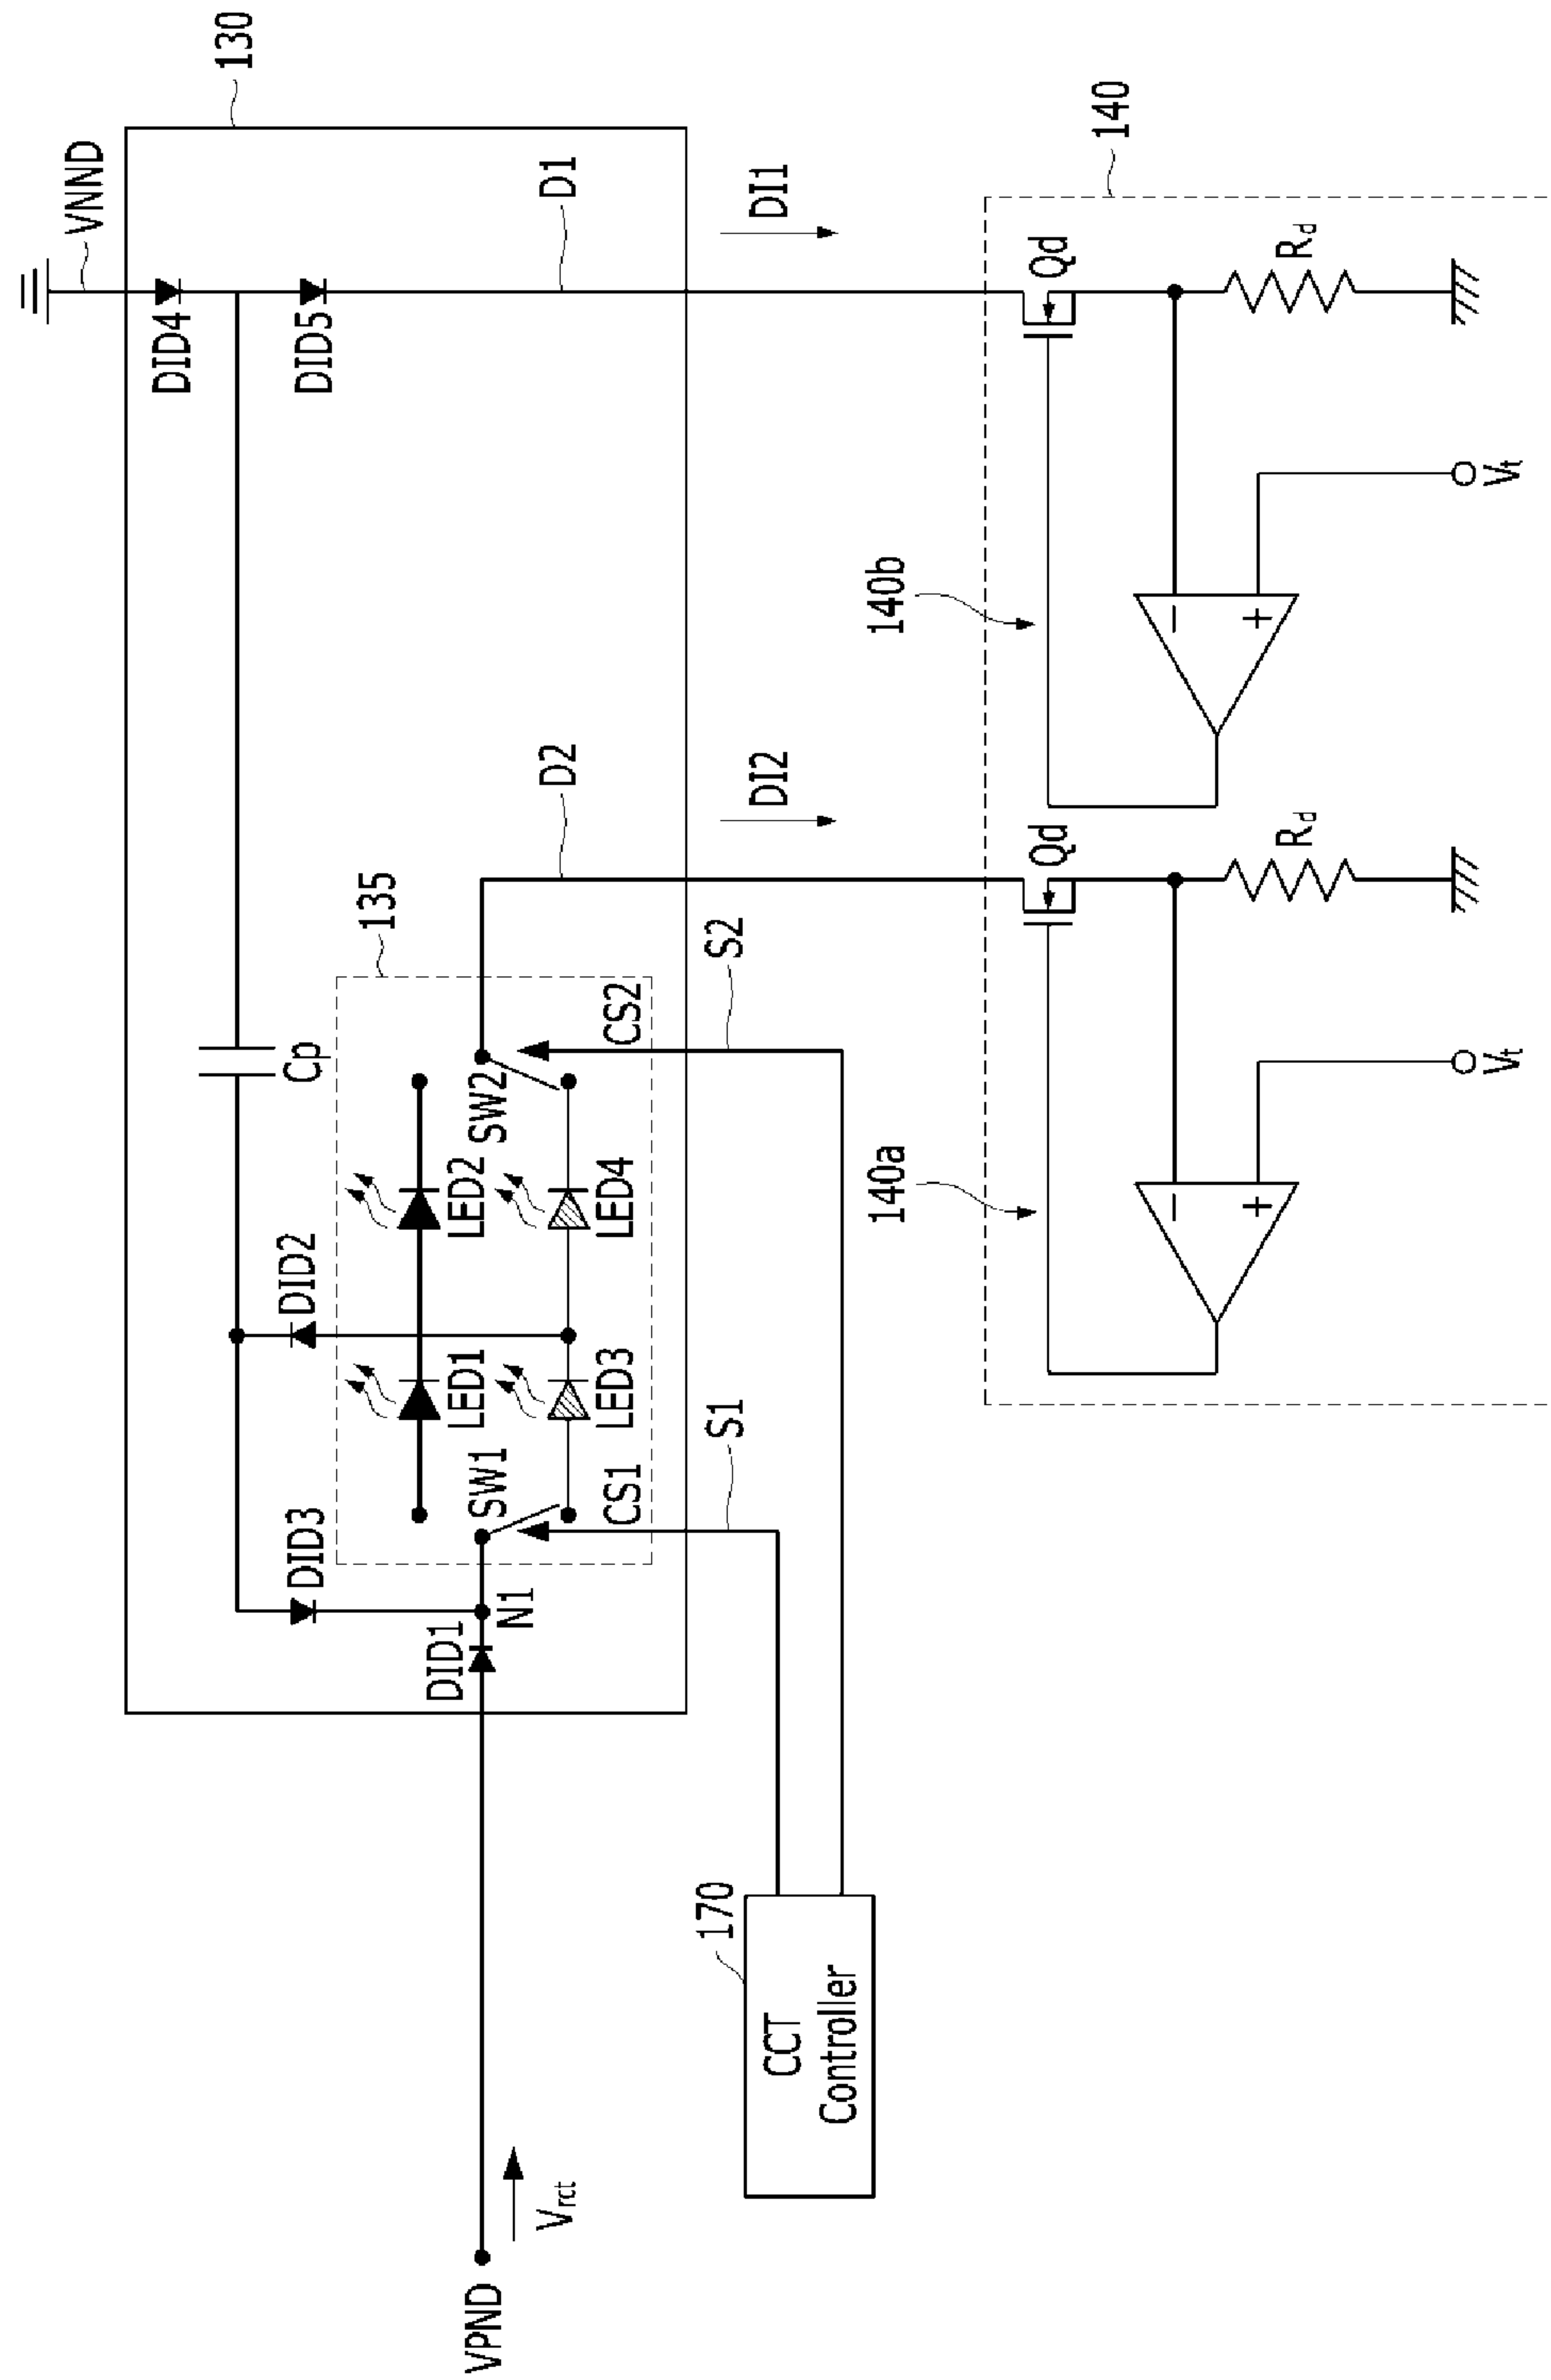 130
VNND
DID4
DID5
D1
DI1
140
Qd
Rd
Vt
140b
Cp
135
D2
DI2
S2
CS2
SW2
LED2
LED4
DID2
Qd
Rd
Vt
140a
LED1
LED3
SW1
CS1
S1
DID3
DID1
N1
170
CCT
Controller
Vrct
VPND
−
+
−
+